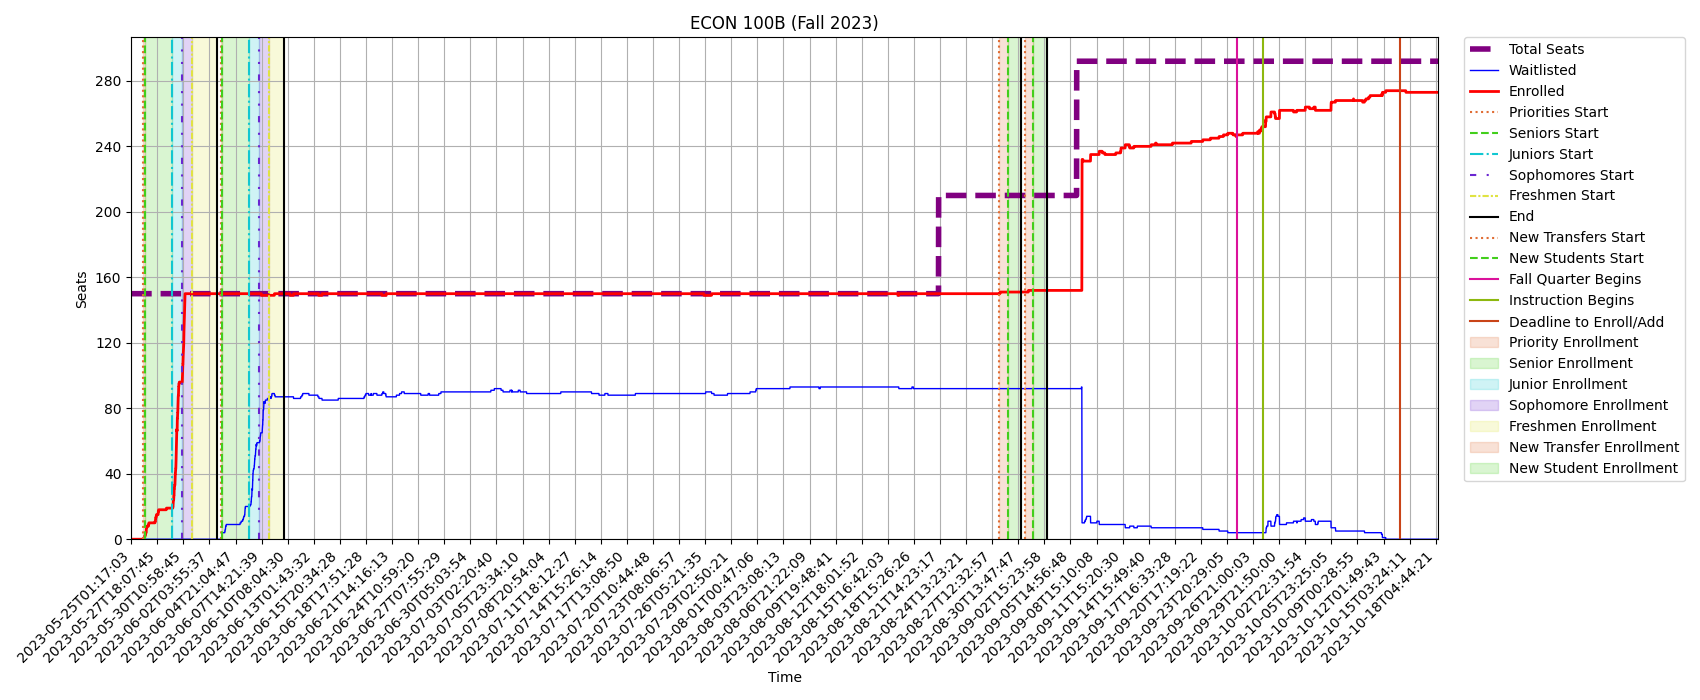 ECON 100B (Fall 2023)
Seats
280
240
200
160
120
80
40
0
2023-05-25T01:17:03
2023-05-27T18:07:45
2023-05-30T10:58:45
2023-06-02T03:55:37
2023-06-04T21:04:47
2023-06-07T14:21:39
2023-06-10T08:04:30
2023-06-13T01:43:32
2023-06-15T20:34:28
2023-06-18T17:51:28
2023-06-21T14:16:13
2023-06-24T10:59:20
2023-06-27T07:55:29
2023-06-30T05:03:54
2023-07-03T02:20:40
2023-07-05T23:34:10
2023-07-08T20:54:04
2023-07-11T18:12:27
2023-07-14T15:26:14
2023-07-17T13:08:50
2023-07-20T10:44:48
2023-07-23T08:06:57
2023-07-26T05:21:35
2023-07-29T02:50:21
2023-08-01T00:47:06
2023-08-03T23:08:13
2023-08-06T21:22:09
2023-08-09T19:48:41
2023-08-12T18:01:52
2023-08-15T16:42:03
2023-08-18T15:26:26
2023-08-21T14:23:17
2023-08-24T13:23:21
2023-08-27T12:32:57
2023-08-30T13:47:47
2023-09-02T15:23:58
2023-09-05T14:56:48
2023-09-08T15:10:08
2023-09-11T15:20:30
2023-09-14T15:49:40
2023-09-17T16:33:28
2023-09-20T17:19:22
2023-09-23T20:29:05
2023-09-26T21:00:03
2023-09-29T21:50:00
2023-10-02T22:31:54
2023-10-05T23:25:05
2023-10-09T00:28:55
2023-10-12T01:49:43
2023-10-15T03:24:11
2023-10-18T04:44:21
Time
Total Seats
Waitlisted
Enrolled
Priorities Start
Seniors Start
Juniors Start
Sophomores Start
Freshmen Start
End
New Transfers Start
New Students Start
Fall Quarter Begins
Instruction Begins
Deadline to Enroll/Add
Priority Enrollment
Senior Enrollment
Junior Enrollment
Sophomore Enrollment
Freshmen Enrollment
New Transfer Enrollment
New Student Enrollment